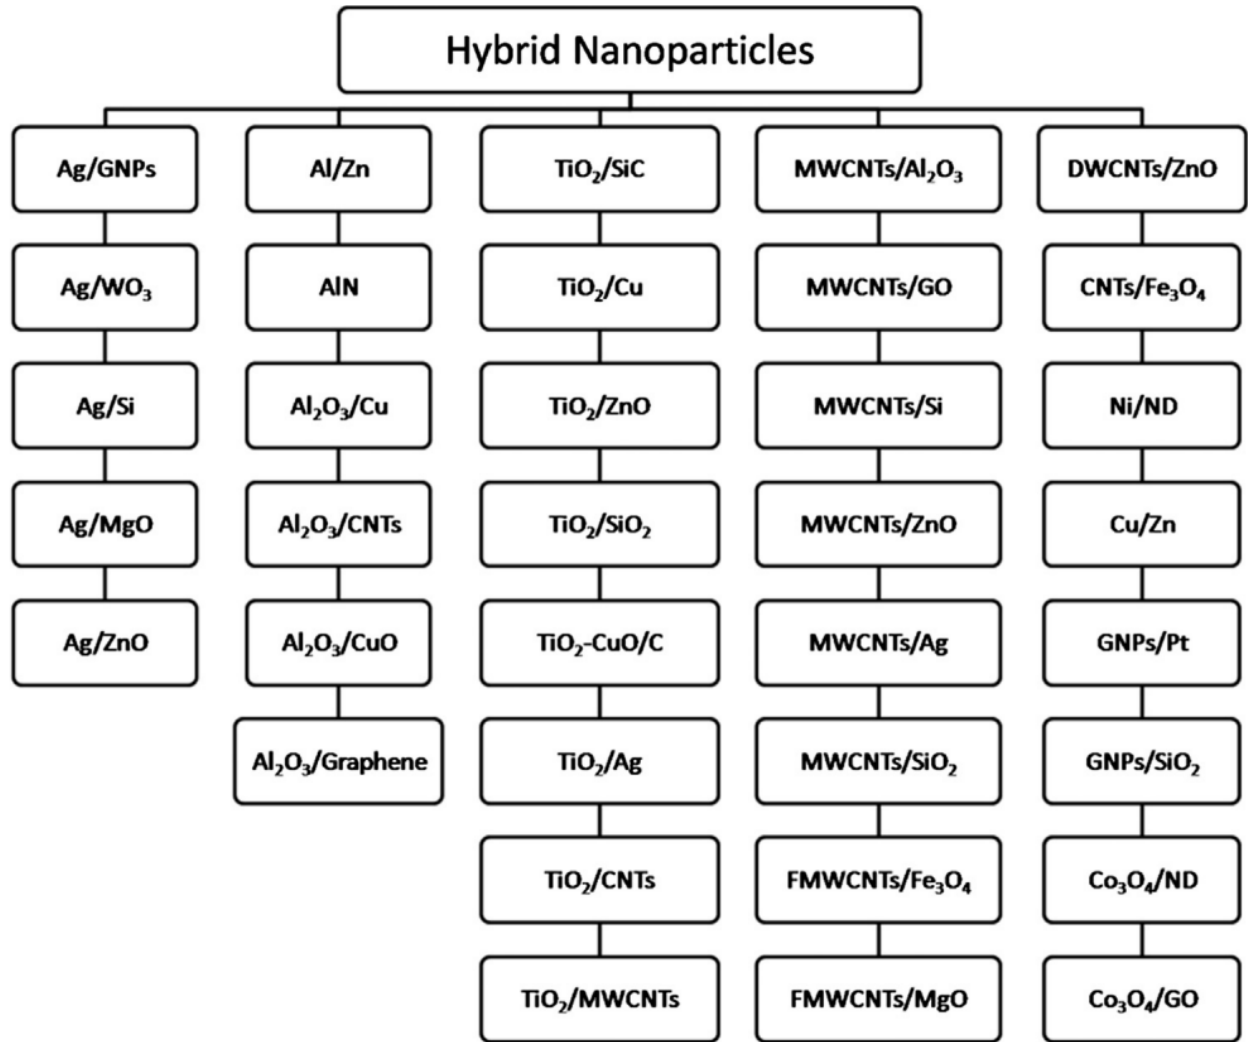 Hybrid Nanoparticles
Ag/GNPs
Ag/WO₃
Ag/Si
Ag/MgO
Ag/ZnO
Al/Zn
AlN
Al₂O₃/Cu
Al₂O₃/CNTs
Al₂O₃/CuO
Al₂O₃/Graphene
TiO₂/SiC
TiO₂/Cu
TiO₂/ZnO
TiO₂/SiO₂
TiO₂-CuO/C
TiO₂/Ag
TiO₂/CNTs
TiO₂/MWCNTs
MWCNTs/Al₂O₃
MWCNTs/GO
MWCNTs/Si
MWCNTs/ZnO
MWCNTs/Ag
MWCNTs/SiO₂
FMWCNTs/Fe₃O₄
FMWCNTs/MgO
DWCNTs/ZnO
CNTs/Fe₃O₄
Ni/ND
Cu/Zn
GNPs/Pt
GNPs/SiO₂
Co₃O₄/ND
Co₃O₄/GO